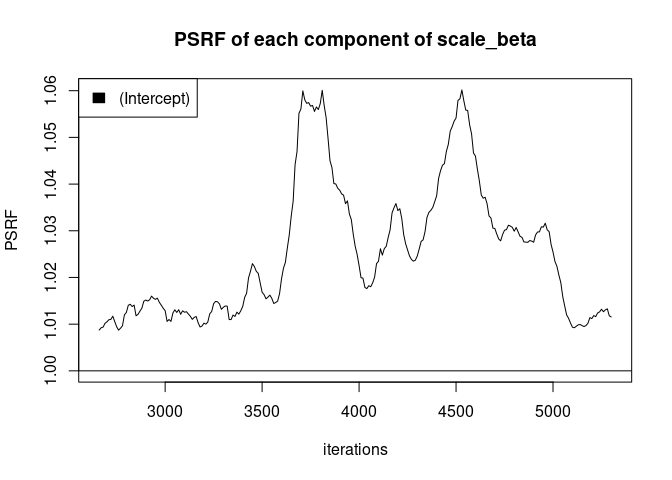 PSRF of each component of scale_beta
(Intercept)
PSRF
1.06
1.05
1.04
1.03
1.02
1.01
1.00
3000 3500 4000 4500 5000
iterations